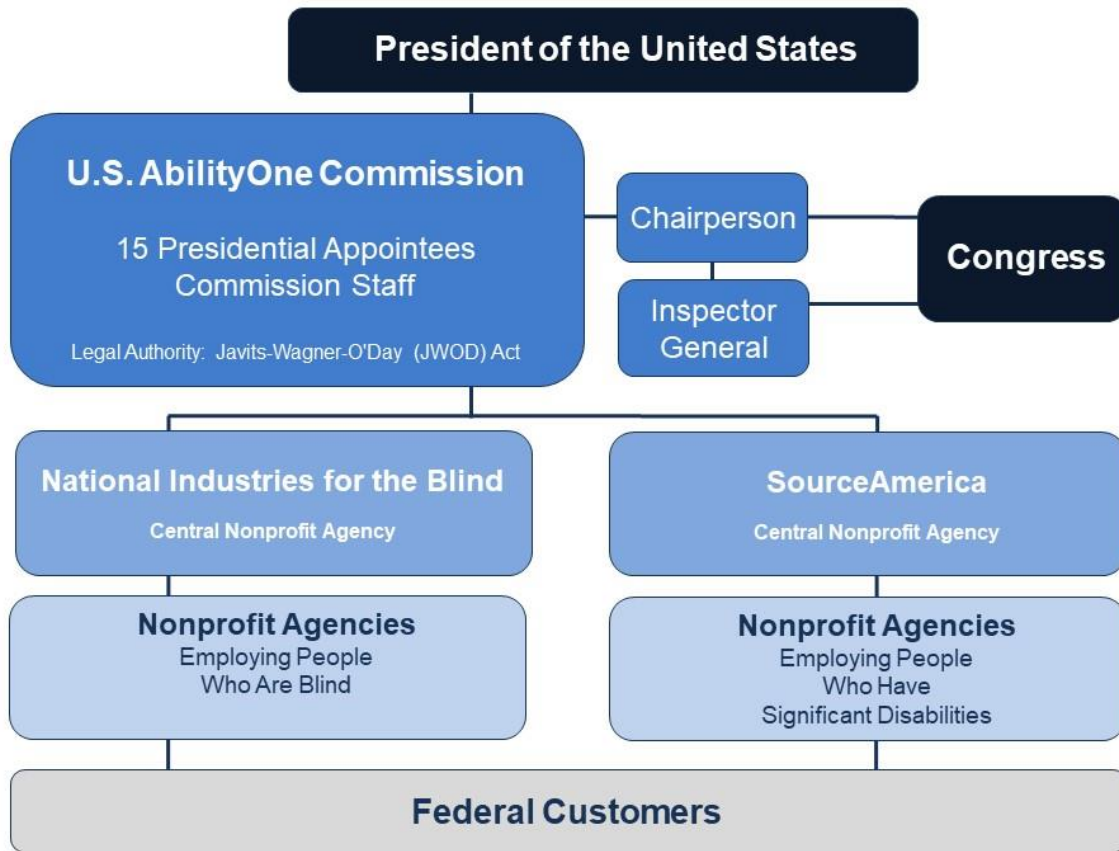 President of the United States
U.S. AbilityOne Commission
15 Presidential Appointees
Commission Staff
Legal Authority: Javits-Wagner-O'Day (JWOD) Act
Chairperson
Inspector
General
Congress
National Industries for the Blind
Central Nonprofit Agency
SourceAmerica
Central Nonprofit Agency
Nonprofit Agencies
Employing People
Who Are Blind
Nonprofit Agencies
Employing People
Who Have
Significant Disabilities
Federal Customers